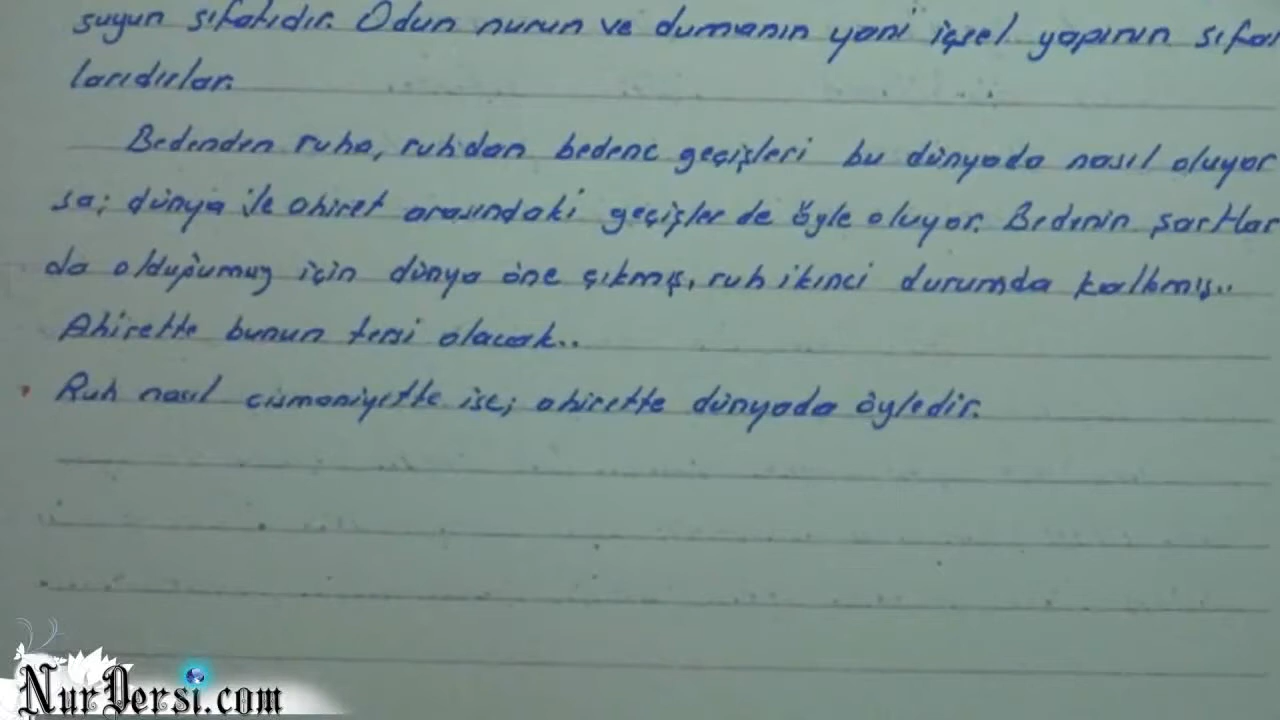 suyun sıfatıdır. Odun nurun ve dumanın yani içsel yapının sıfat
larıdırlar.
Bedenden ruha, ruhdan bedene geçişleri bu dünyada nasıl oluyor
sa; dünya ile ahiret arasındaki geçişler de öyle oluyor. Bedenin şartlar
da olduğumuz için dünya öne çıkmış, ruh ikinci durumda kalmış..
Ahirette bunun tersi olacak..
Ruh nasıl cismaniyette ise; ahirette dünyada öyledir.
NurDersi.com